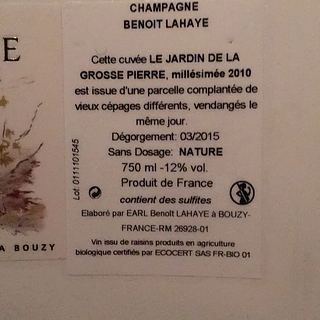 CHAMPAGNE
BENOIT LAHAYE
E
Cette cuvée LE JARDIN DE LA
GROSSE PIERRE, millésimée 2010
est issue d'une parcelle complantée de
vieux cépages différents, vendangés le
même jour.
Dégorgement: 03/2015
Sans Dosage: NATURE
750 ml -12% vol.
Produit de France
contient des sulfites
Lot: 0111101545
Elaboré par EARL Benoît LAHAYE à BOUZY-
FRANCE-RM 26928-01
A BOUZY
Vin issu de raisins produits en agriculture
biologique certifiés par ECOCERT SAS FR-BIO 01